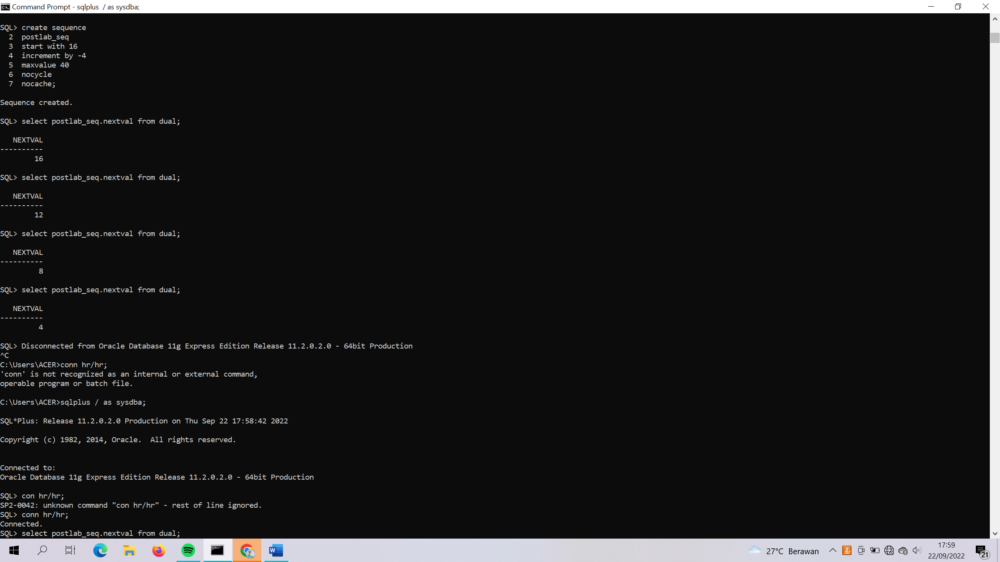 Command Prompt - sqlplus  / as sysdba;
SQL> create sequence
  2  postlab_seq
  3  start with 16
  4  increment by -4
  5  maxvalue 40
  6  nocycle
  7  nocache;
Sequence created.
SQL> select postlab_seq.nextval from dual;
   NEXTVAL
----------
        16
SQL> select postlab_seq.nextval from dual;
   NEXTVAL
----------
        12
SQL> select postlab_seq.nextval from dual;
   NEXTVAL
----------
         8
SQL> select postlab_seq.nextval from dual;
   NEXTVAL
----------
         4
SQL> Disconnected from Oracle Database 11g Express Edition Release 11.2.0.2.0 - 64bit Production
^C
C:\Users\ACER>conn hr/hr;
'conn' is not recognized as an internal or external command,
operable program or batch file.
C:\Users\ACER>sqlplus / as sysdba;
SQL*Plus: Release 11.2.0.2.0 Production on Thu Sep 22 17:58:42 2022
Copyright (c) 1982, 2014, Oracle.  All rights reserved.
Connected to:
Oracle Database 11g Express Edition Release 11.2.0.2.0 - 64bit Production
SQL> con hr/hr;
SP2-0042: unknown command "con hr/hr" - rest of line ignored.
SQL> conn hr/hr;
Connected.
SQL> select postlab_seq.nextval from dual;
27°C  Berawan
17:59
22/09/2022
21